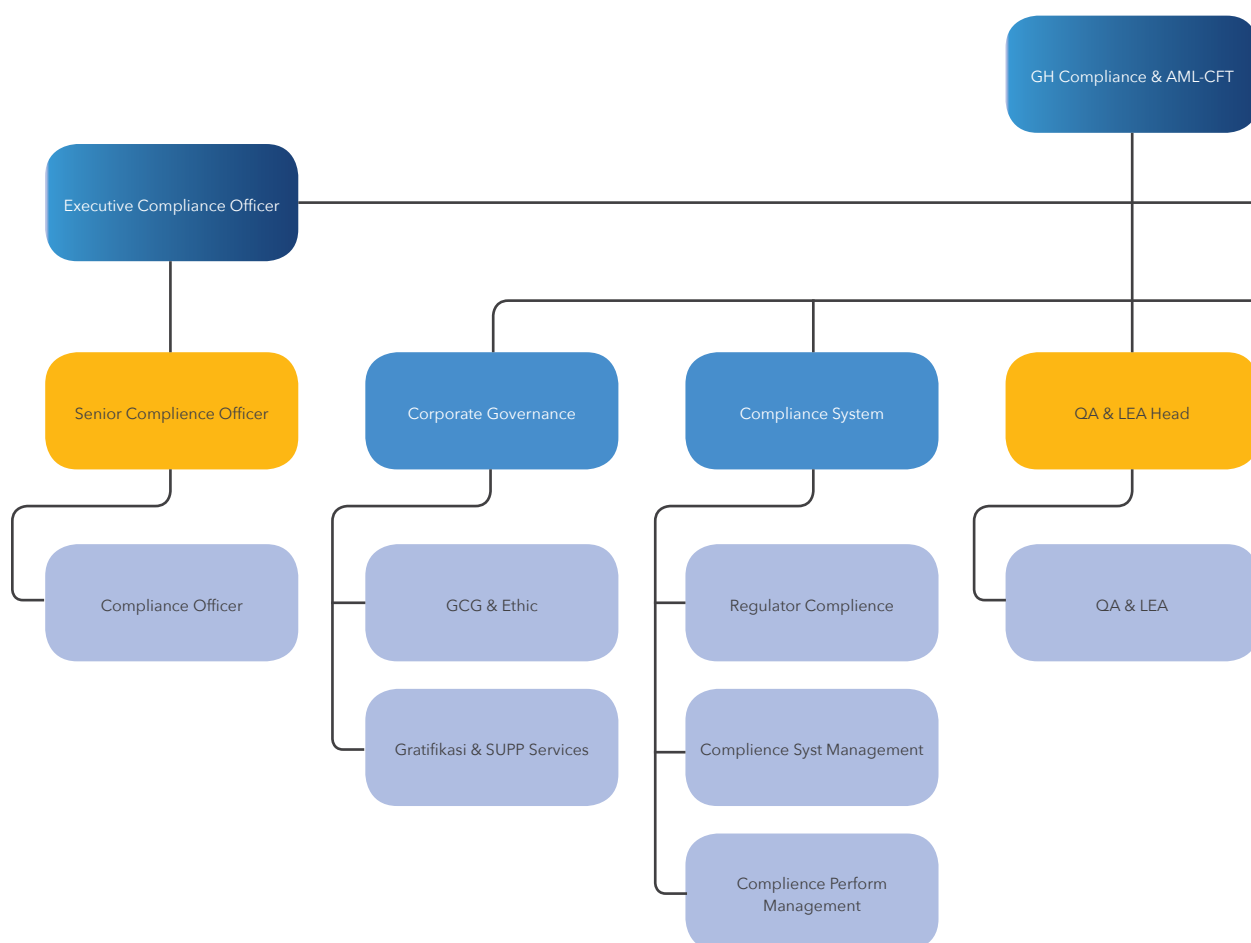 GH Compliance & AML-CFT
Executive Compliance Officer
Senior Complience Officer
Corporate Governance
Compliance System
QA & LEA Head
Compliance Officer
GCG & Ethic
Regulator Complience
QA & LEA
Gratifikasi & SUPP Services
Complience Syst Management
Complience Perform
Management